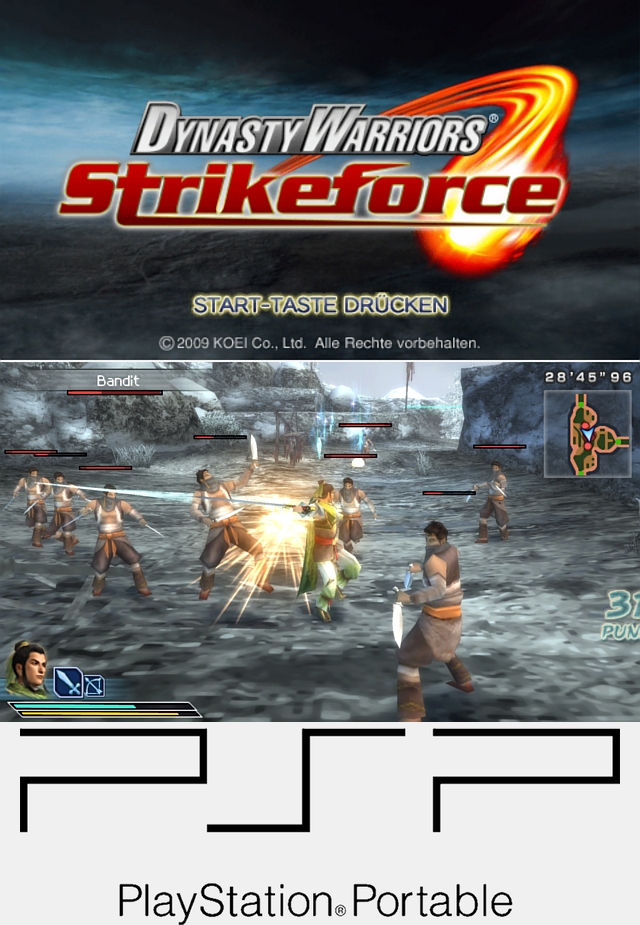 DYNASTY WARRIORS®
Strikeforce
START-TASTE DRÜCKEN
© 2009 KOEI Co., Ltd. Alle Rechte vorbehalten.
Bandit
28'45"96
PSP
PlayStation® Portable